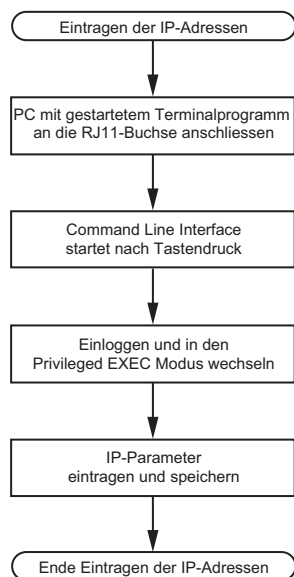 Eintragen der IP-Adressen
PC mit gestartetem Terminalprogramm
an die RJ11-Buchse anschliessen
Command Line Interface
startet nach Tastendruck
Einloggen und in den
Privileged EXEC Modus wechseln
IP-Parameter
eintragen und speichern
Ende Eintragen der IP-Adressen